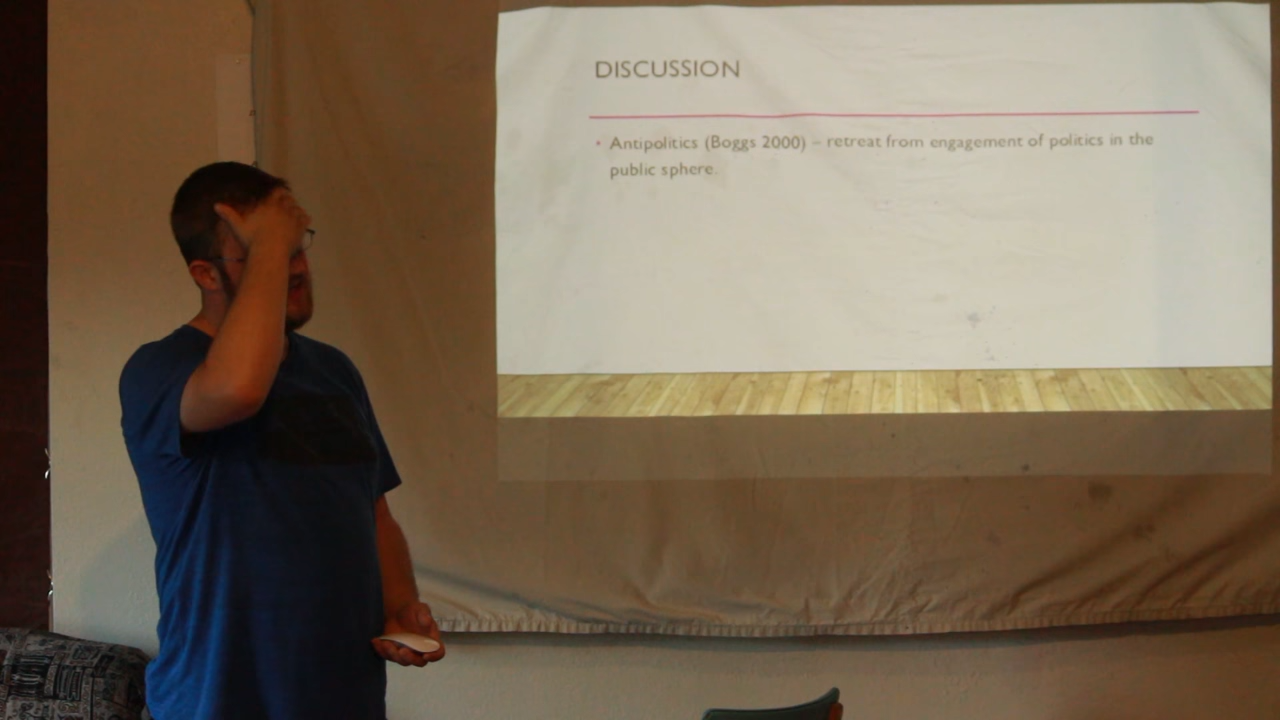 DISCUSSION
• Antipolitics (Boggs 2000) – retreat from engagement of politics in the
public sphere.